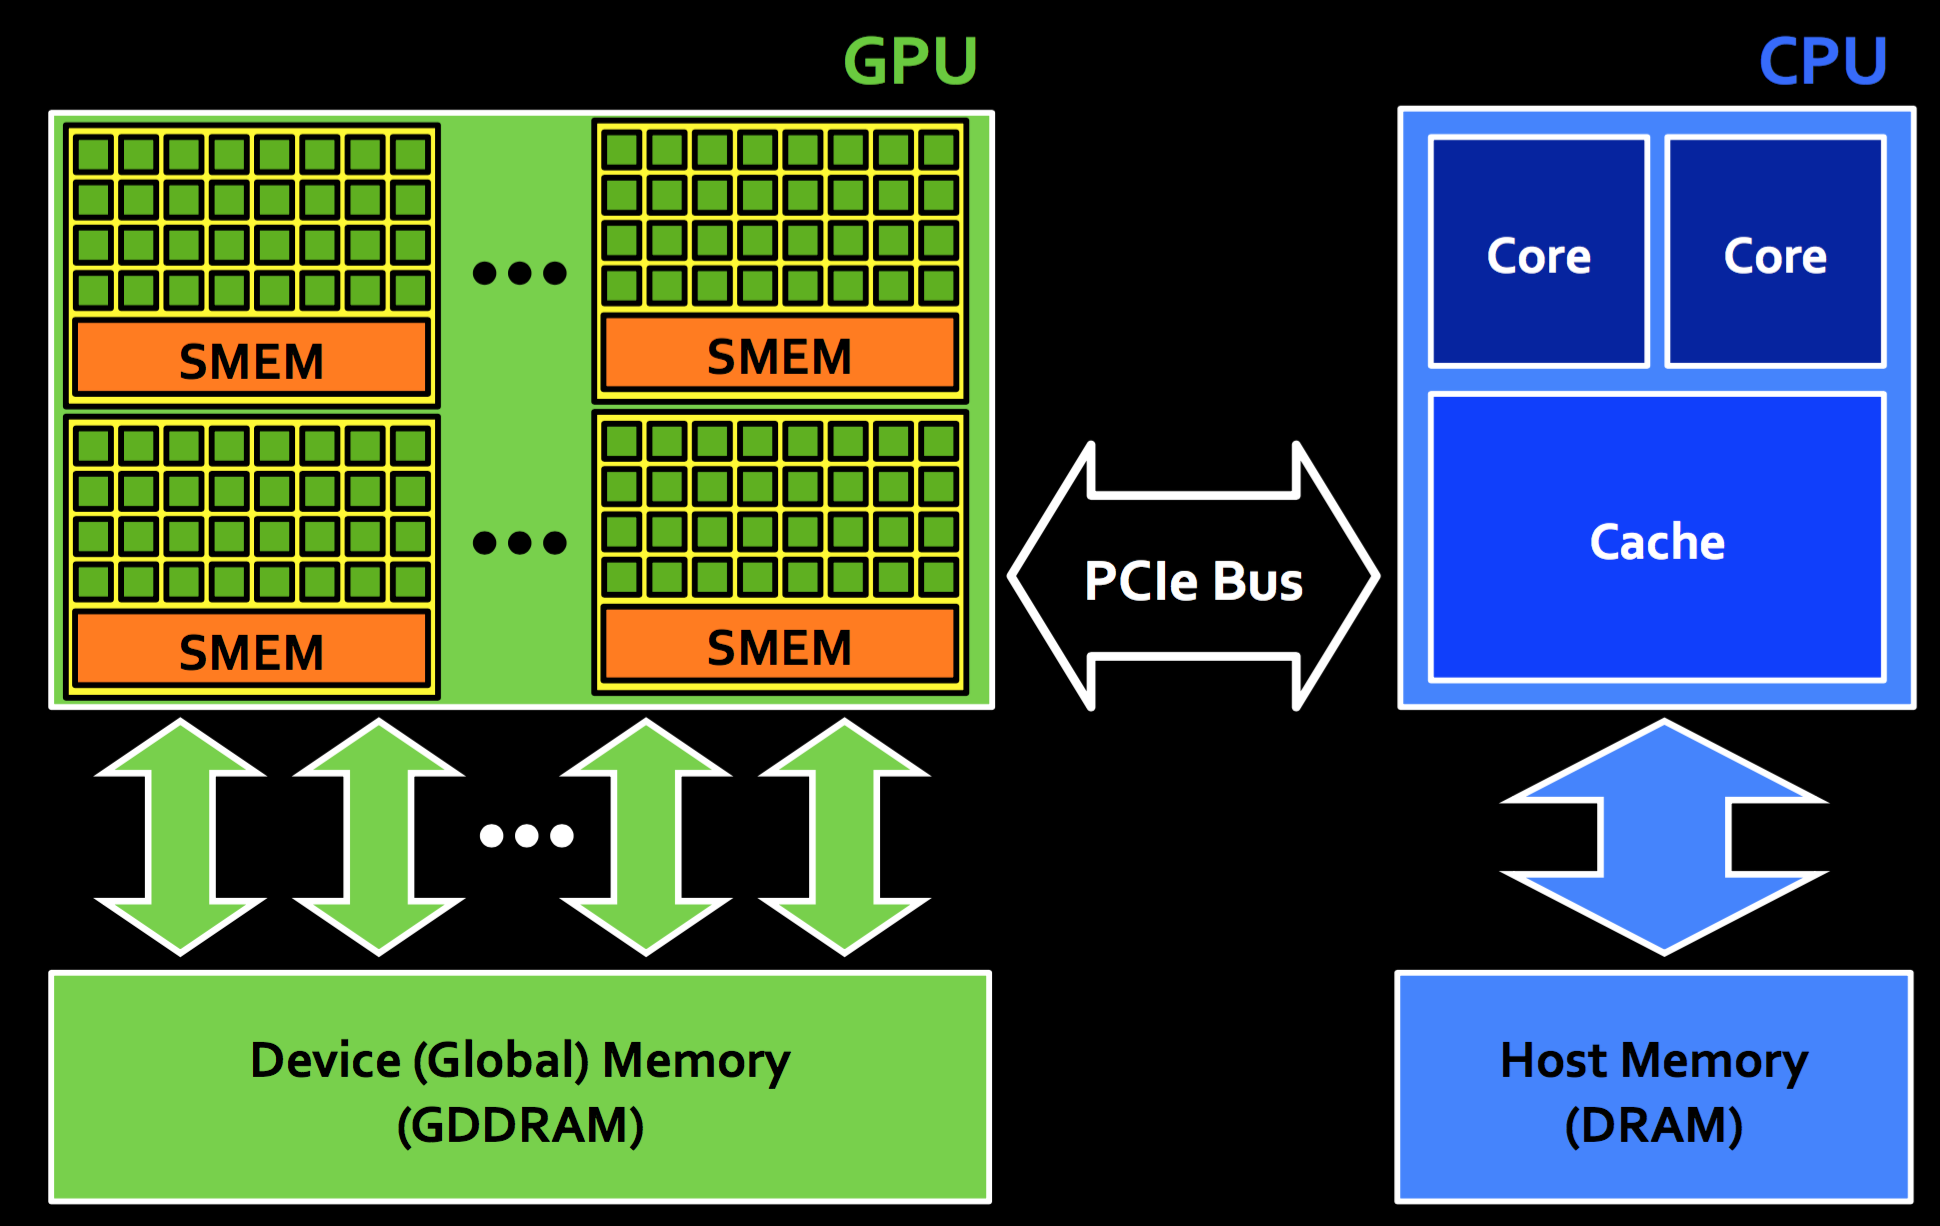 GPU
CPU
SMEM
SMEM
SMEM
SMEM
PCIe Bus
Core
Core
Cache
Device (Global) Memory
(GDDRAM)
Host Memory
(DRAM)